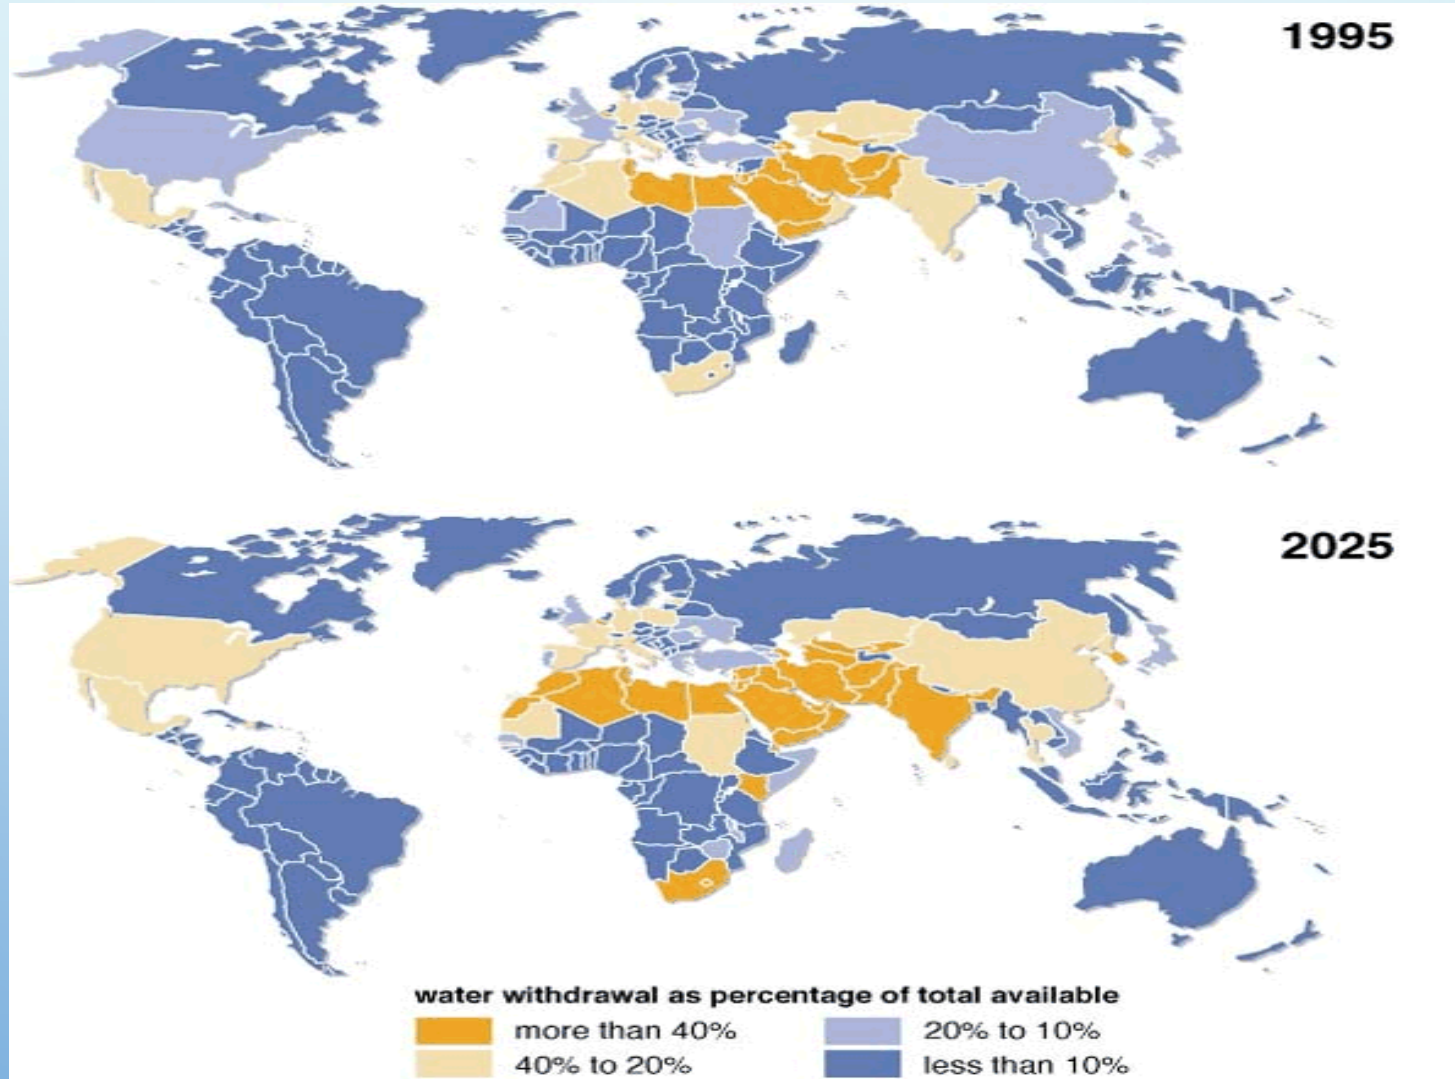 1995
2025
water withdrawal as percentage of total available
more than 40%
20% to 10%
40% to 20%
less than 10%